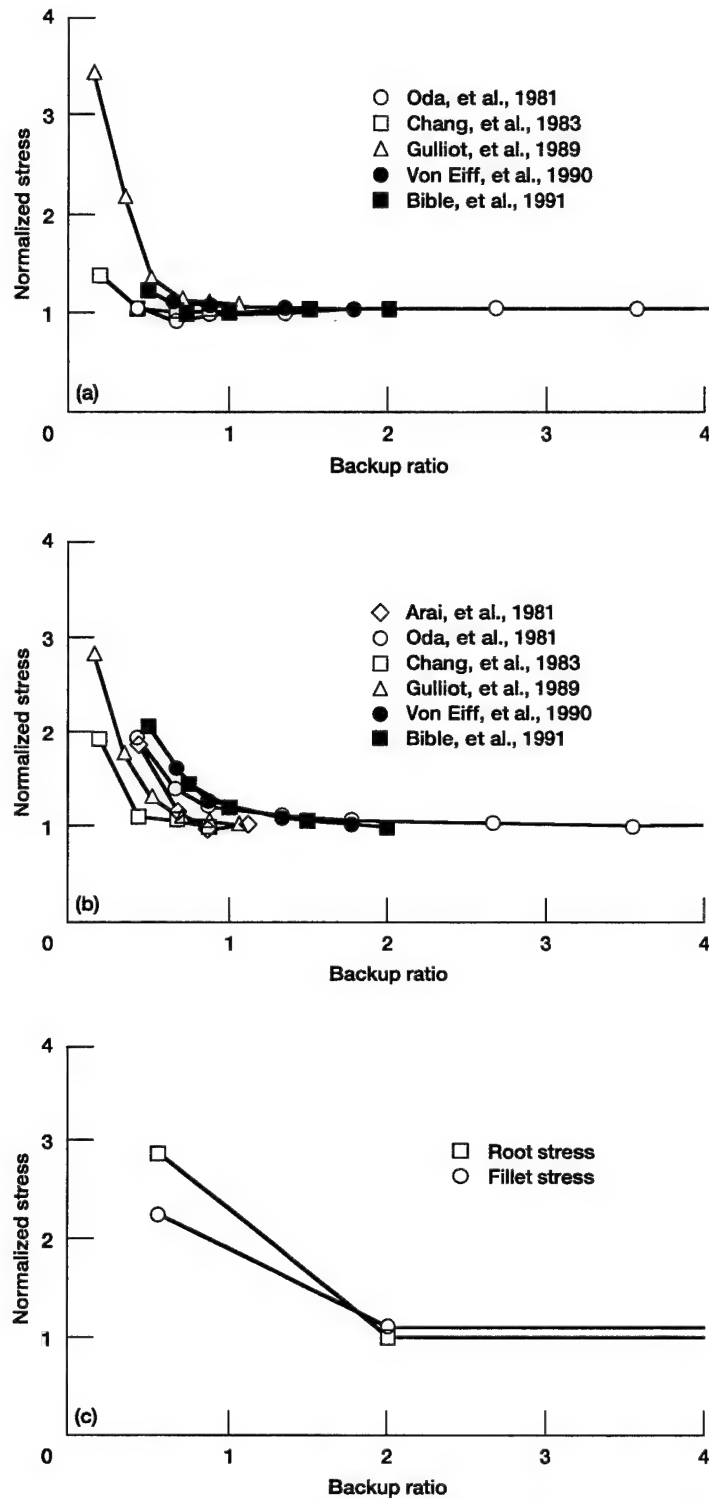 4
3
2
1
0
Normalized stress
Oda, et al., 1981
Chang, et al., 1983
Gulliot, et al., 1989
Von Eiff, et al., 1990
Bible, et al., 1991
(a)
1
2
3
4
Backup ratio
4
3
2
1
0
Normalized stress
Arai, et al., 1981
Oda, et al., 1981
Chang, et al., 1983
Gulliot, et al., 1989
Von Eiff, et al., 1990
Bible, et al., 1991
(b)
1
2
3
4
Backup ratio
4
3
2
1
0
Normalized stress
Root stress
Fillet stress
(c)
1
2
3
4
Backup ratio